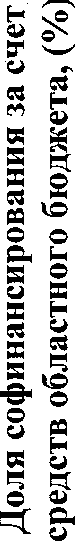 Доля софинансирования за счет
средств областного бюджета, (%)